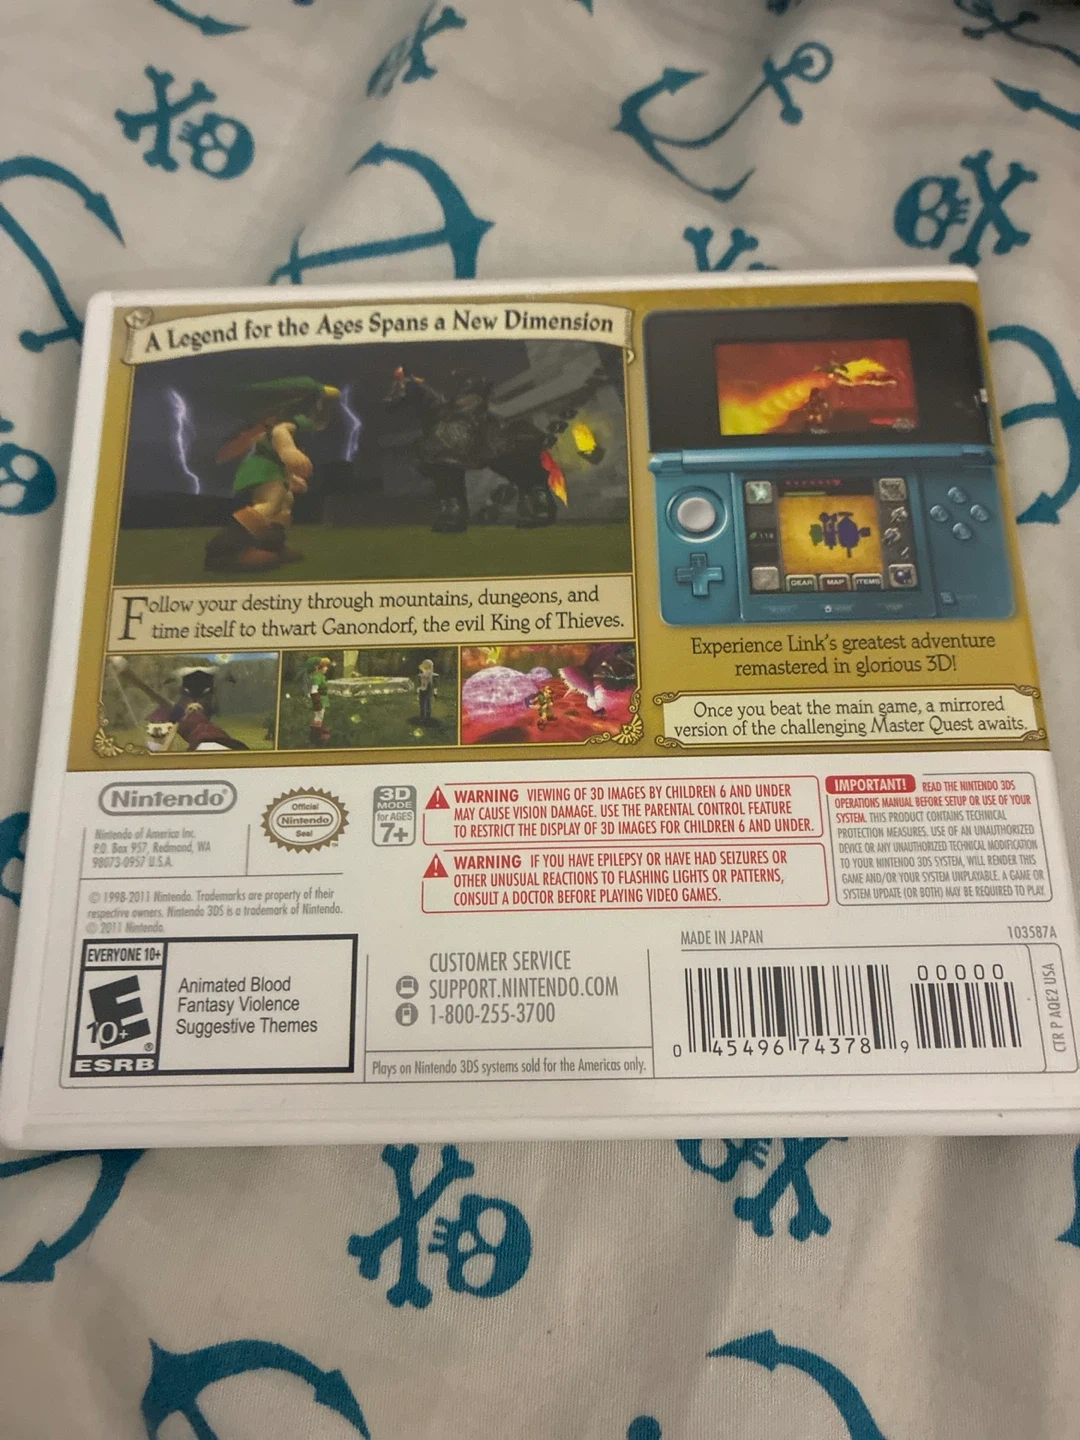 A Legend for the Ages Spans a New Dimension
Follow your destiny through mountains, dungeons, and
time itself to thwart Ganondorf, the evil King of Thieves.
GEAR MAP ITEMS
Experience Link's greatest adventure
remastered in glorious 3D!
Once you beat the main game, a mirrored
version of the challenging Master Quest awaits.
Nintendo®
Nintendo of America Inc.
P.O. Box 957, Redmond, WA
98073-0957 U.S.A.
Official
Nintendo
Seal
3D
MODE
for AGES
7+
WARNING VIEWING OF 3D IMAGES BY CHILDREN 6 AND UNDER
MAY CAUSE VISION DAMAGE. USE THE PARENTAL CONTROL FEATURE
TO RESTRICT THE DISPLAY OF 3D IMAGES FOR CHILDREN 6 AND UNDER.
WARNING IF YOU HAVE EPILEPSY OR HAVE HAD SEIZURES OR
OTHER UNUSUAL REACTIONS TO FLASHING LIGHTS OR PATTERNS,
CONSULT A DOCTOR BEFORE PLAYING VIDEO GAMES.
IMPORTANT! READ THE NINTENDO 3DS
OPERATIONS MANUAL BEFORE SETUP OR USE OF YOUR
SYSTEM. THIS PRODUCT CONTAINS TECHNICAL
PROTECTION MEASURES. USE OF AN UNAUTHORIZED
DEVICE OR ANY UNAUTHORIZED TECHNICAL MODIFICATION
TO YOUR NINTENDO 3DS SYSTEM, WILL RENDER THIS
GAME AND/OR YOUR SYSTEM UNPLAYABLE. A GAME OR
SYSTEM UPDATE (OR BOTH) MAY BE REQUIRED TO PLAY.
© 1998-2011 Nintendo. Trademarks are property of their
respective owners. Nintendo 3DS is a trademark of Nintendo.
© 2011 Nintendo.
EVERYONE 10+
E
10+
®
ESRB
Animated Blood
Fantasy Violence
Suggestive Themes
CUSTOMER SERVICE
SUPPORT.NINTENDO.COM
1-800-255-3700
Plays on Nintendo 3DS systems sold for the Americas only.
MADE IN JAPAN
103587A
00000
0 45496 74378 9
CTR P AQE2 USA